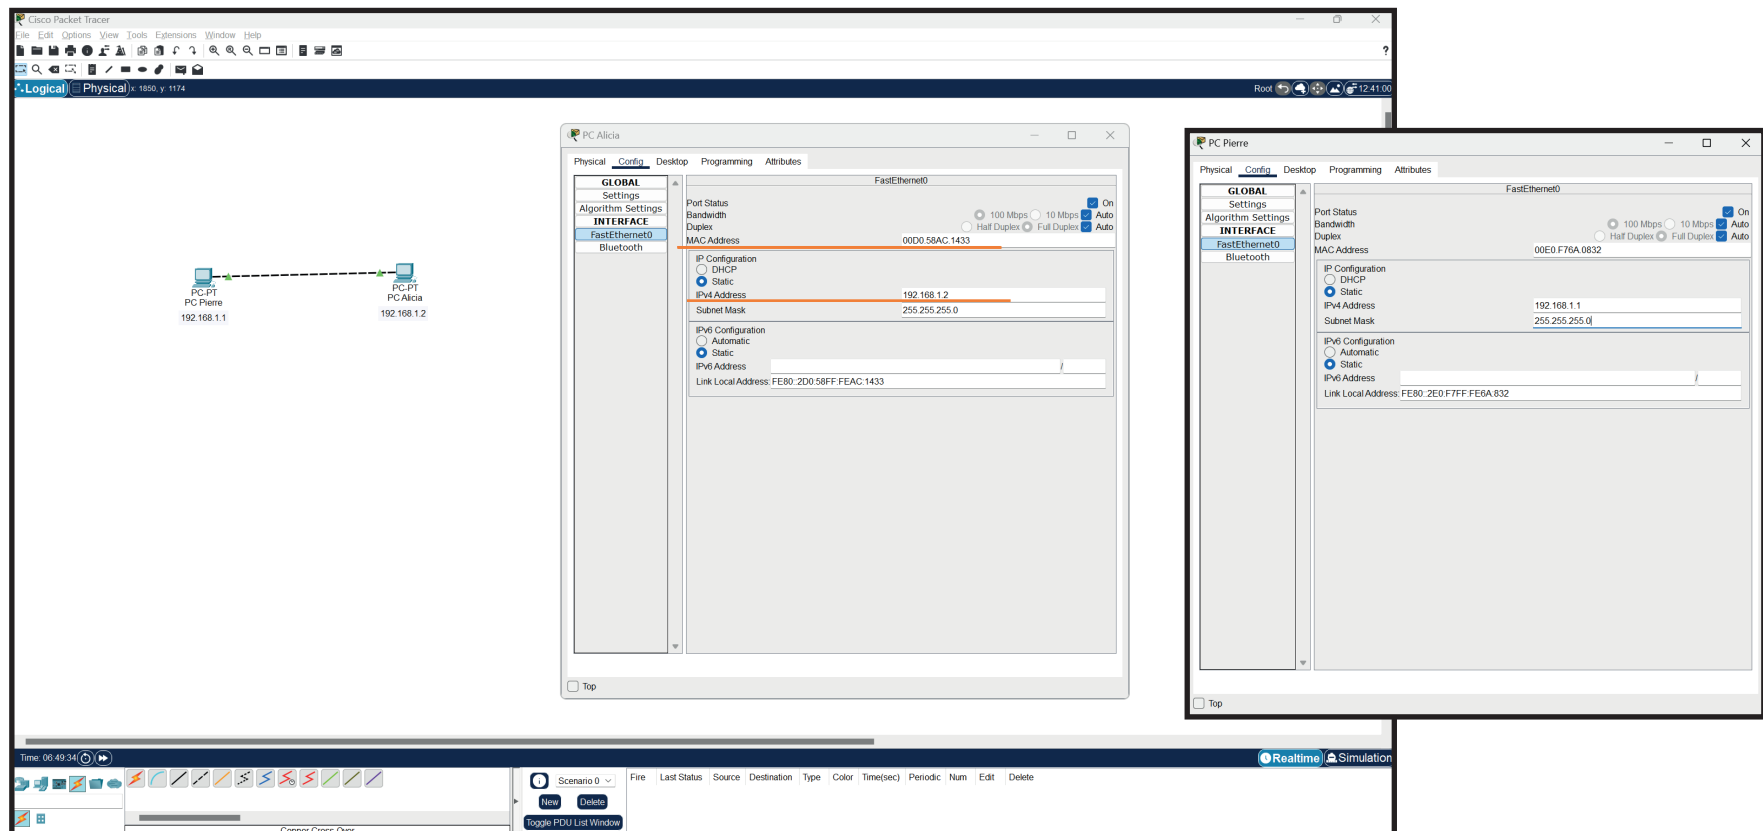 Cisco Packet Tracer
File Edit Options View Tools Extensions Window Help
?
Logical Physical x: 1850, y: 1174
Root 12:41:00
PC-PT
PC Pierre
192.168.1.1
PC-PT
PC Alicia
192.168.1.2
PC Alicia
Physical Config Desktop Programming Attributes
GLOBAL
Settings
Algorithm Settings
INTERFACE
FastEthernet0
Bluetooth
FastEthernet0
Port Status On
Bandwidth 100 Mbps 10 Mbps Auto
Duplex Half Duplex Full Duplex Auto
MAC Address 00D0.58AC.1433
IP Configuration
DHCP
Static
IPv4 Address 192.168.1.2
Subnet Mask 255.255.255.0
IPv6 Configuration
Automatic
Static
IPv6 Address /
Link Local Address: FE80::2D0:58FF:FEAC:1433
Top
PC Pierre
Physical Config Desktop Programming Attributes
GLOBAL
Settings
Algorithm Settings
INTERFACE
FastEthernet0
Bluetooth
FastEthernet0
Port Status On
Bandwidth 100 Mbps 10 Mbps Auto
Duplex Half Duplex Full Duplex Auto
MAC Address 00E0.F76A.0832
IP Configuration
DHCP
Static
IPv4 Address 192.168.1.1
Subnet Mask 255.255.255.0
IPv6 Configuration
Automatic
Static
IPv6 Address /
Link Local Address: FE80::2E0:F7FF:FE6A:832
Top
Time: 06:49:34
Realtime Simulation
Scenario 0
New Delete
Toggle PDU List Window
Fire Last Status Source Destination Type Color Time(sec) Periodic Num Edit Delete
Copper Cross-Over